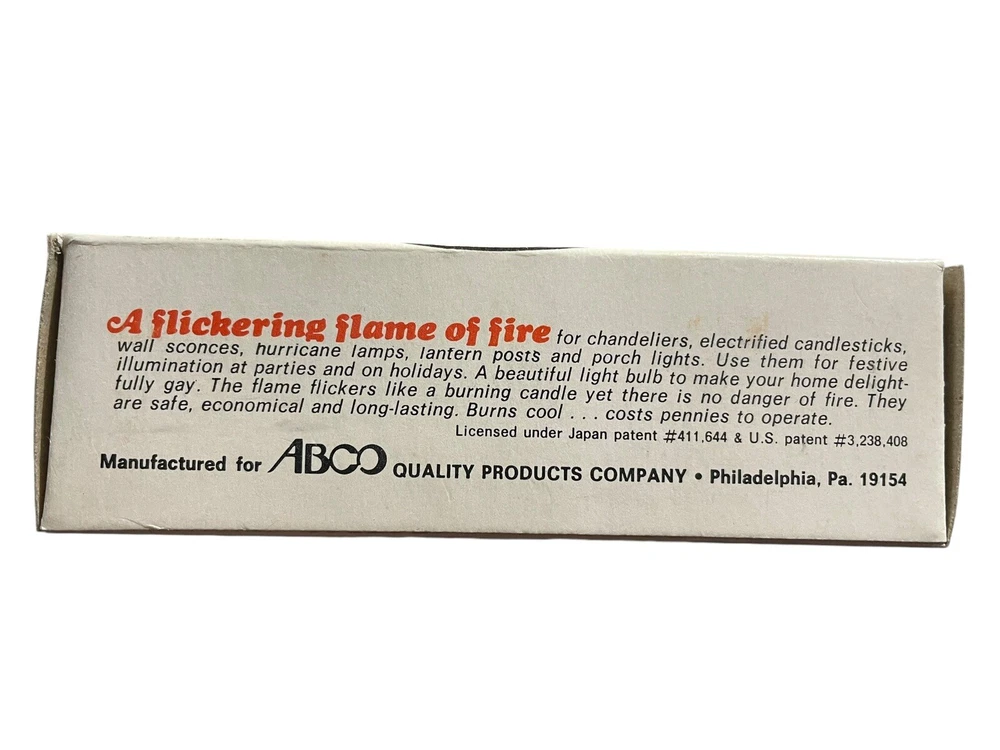 A flickering flame of fire for chandeliers, electrified candlesticks,
wall sconces, hurricane lamps, lantern posts and porch lights. Use them for festive
illumination at parties and on holidays. A beautiful light bulb to make your home delight-
fully gay. The flame flickers like a burning candle yet there is no danger of fire. They
are safe, economical and long-lasting. Burns cool . . . costs pennies to operate.
Licensed under Japan patent #411,644 & U.S. patent #3,238,408
Manufactured for ABCO QUALITY PRODUCTS COMPANY • Philadelphia, Pa. 19154